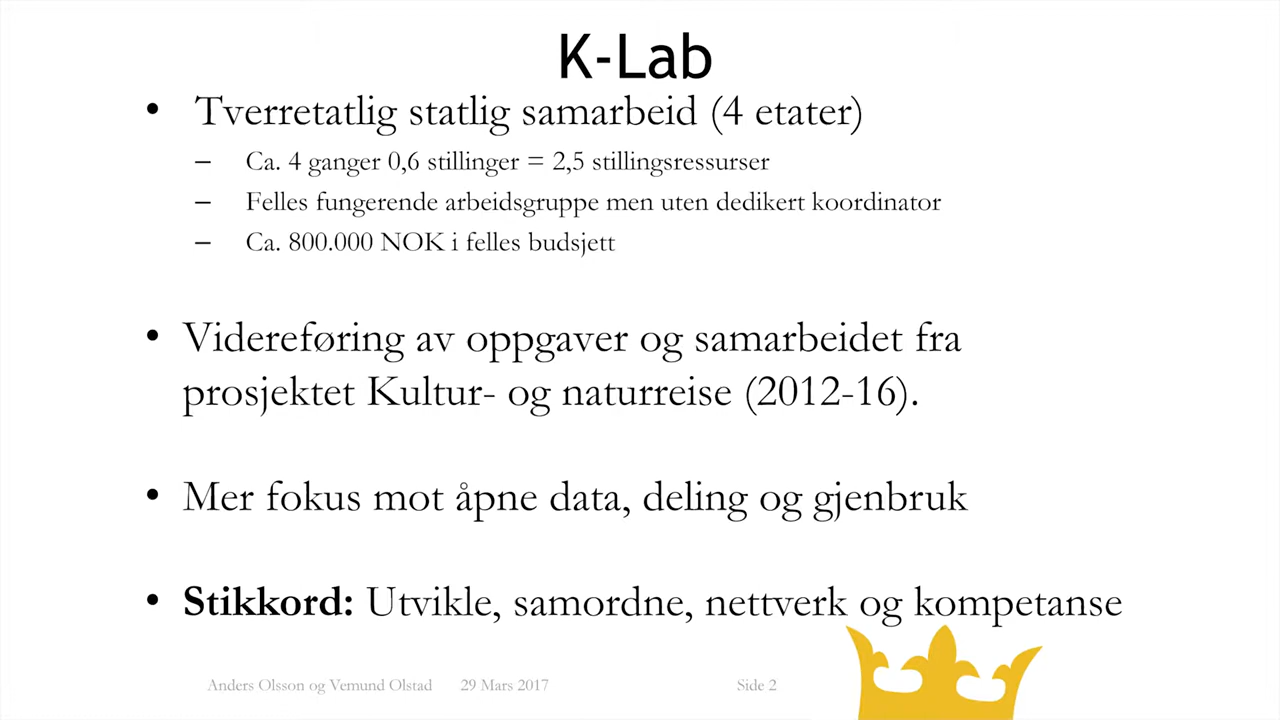 K-Lab
• Tverretatlig statlig samarbeid (4 etater)
– Ca. 4 ganger 0,6 stillinger = 2,5 stillingsressurser
– Felles fungerende arbeidsgruppe men uten dedikert koordinator
– Ca. 800.000 NOK i felles budsjett
• Videreføring av oppgaver og samarbeidet fra
prosjektet Kultur- og naturreise (2012-16).
• Mer fokus mot åpne data, deling og gjenbruk
• Stikkord: Utvikle, samordne, nettverk og kompetanse
Anders Olsson og Vemund Olstad 29 Mars 2017 Side 2